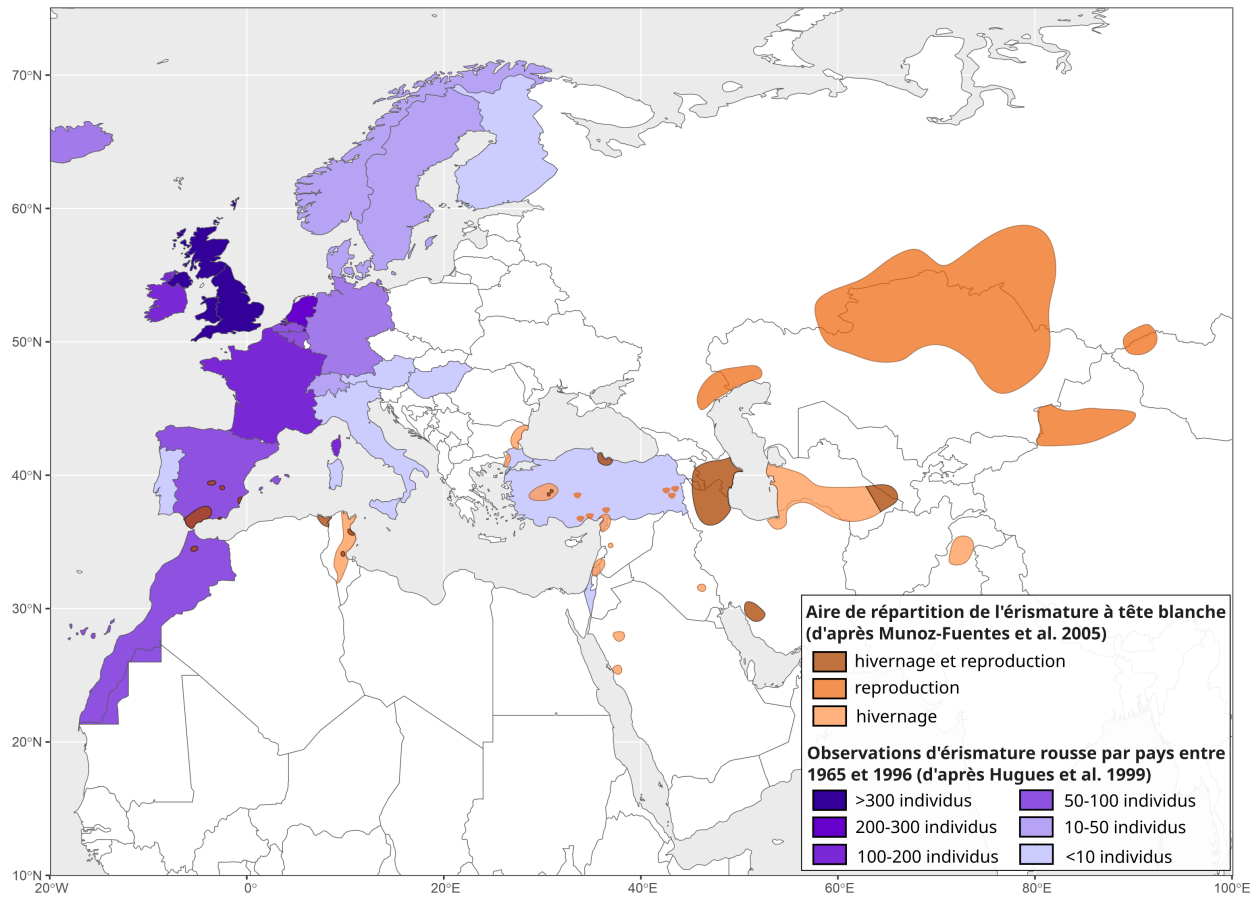 70°N
60°N
50°N
40°N
30°N
20°N
10°N
20°W
0°
20°E
40°E
60°E
80°E
100°E
Aire de répartition de l'érismature à tête blanche
(d'après Munoz-Fuentes et al. 2005)
hivernage et reproduction
reproduction
hivernage
Observations d'érismature rousse par pays entre
1965 et 1996 (d'après Hugues et al. 1999)
>300 individus
200-300 individus
100-200 individus
50-100 individus
10-50 individus
<10 individus